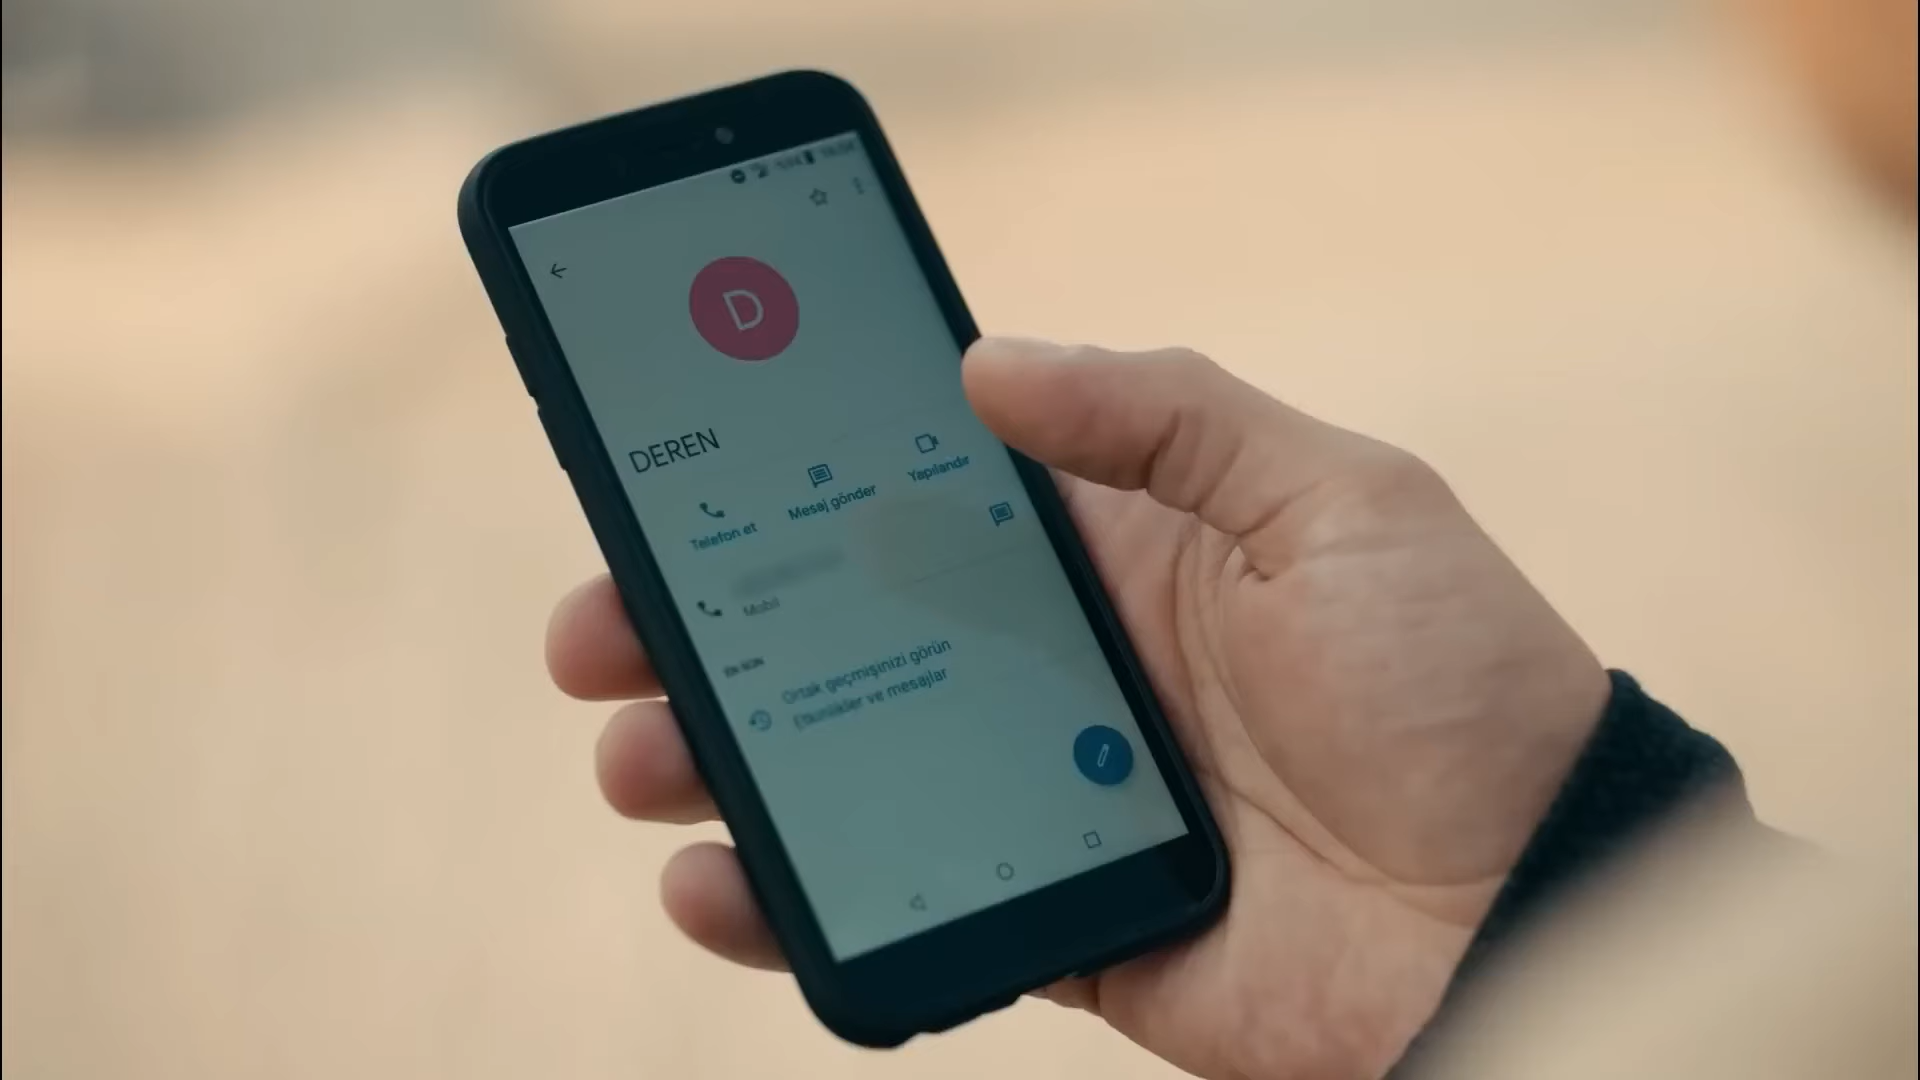 D
DEREN
Telefon et
Mesaj gönder
Yapılandır
Mobil
Ortak geçmişinizi görün
Etkinlikler ve mesajlar